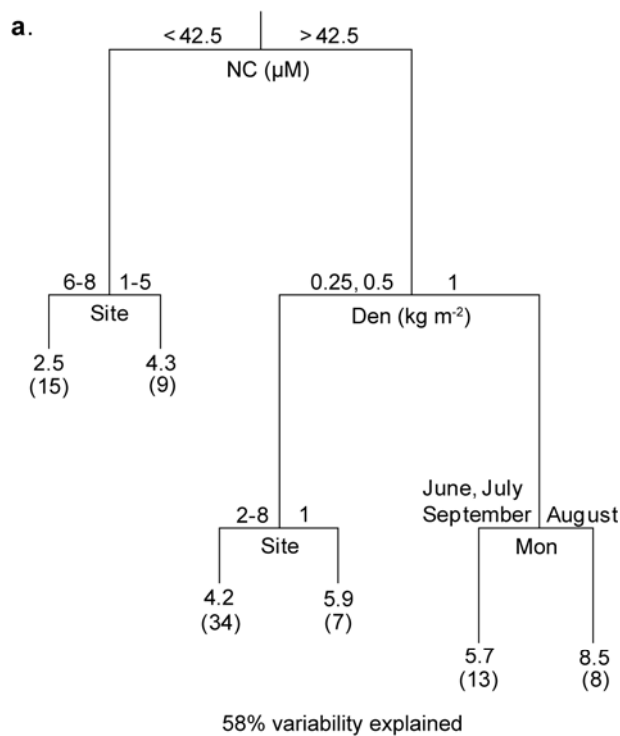 a.
<42.5 >42.5
NC (µM)
6-8 1-5
Site
2.5 4.3
(15) (9)
0.25, 0.5 1
Den (kg m⁻²)
2-8 1
Site
4.2 5.9
(34) (7)
June, July
September August
Mon
5.7 8.5
(13) (8)
58% variability explained